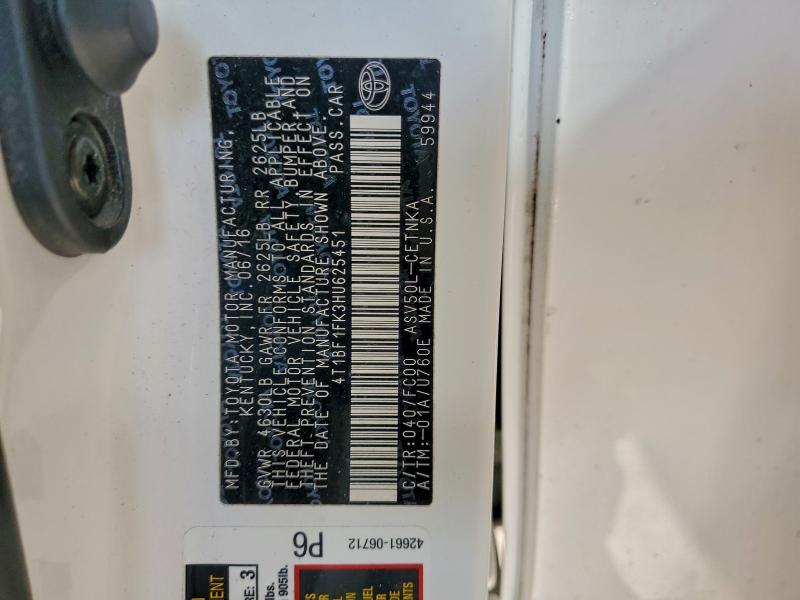 MFD.BY:TOYOTA MOTOR MANUFACTURING,
KENTUCKY,INC. 06/16
GVWR 4630LB GAWR FR 2625LB RR 2625LB
THIS VEHICLE CONFORMS TO ALL APPLICABLE
FEDERAL MOTOR VEHICLE SAFETY, BUMPER, AND
THEFT PREVENTION STANDARDS IN EFFECT ON
THE DATE OF MANUFACTURE SHOWN ABOVE.
4T1BF1FK3HU625451 PASS.CAR
C/TR:040/FC00 ASV50L-CETNKA
A/TM:-01A/U760E MADE IN U.S.A. 59944
P6
42661-06712